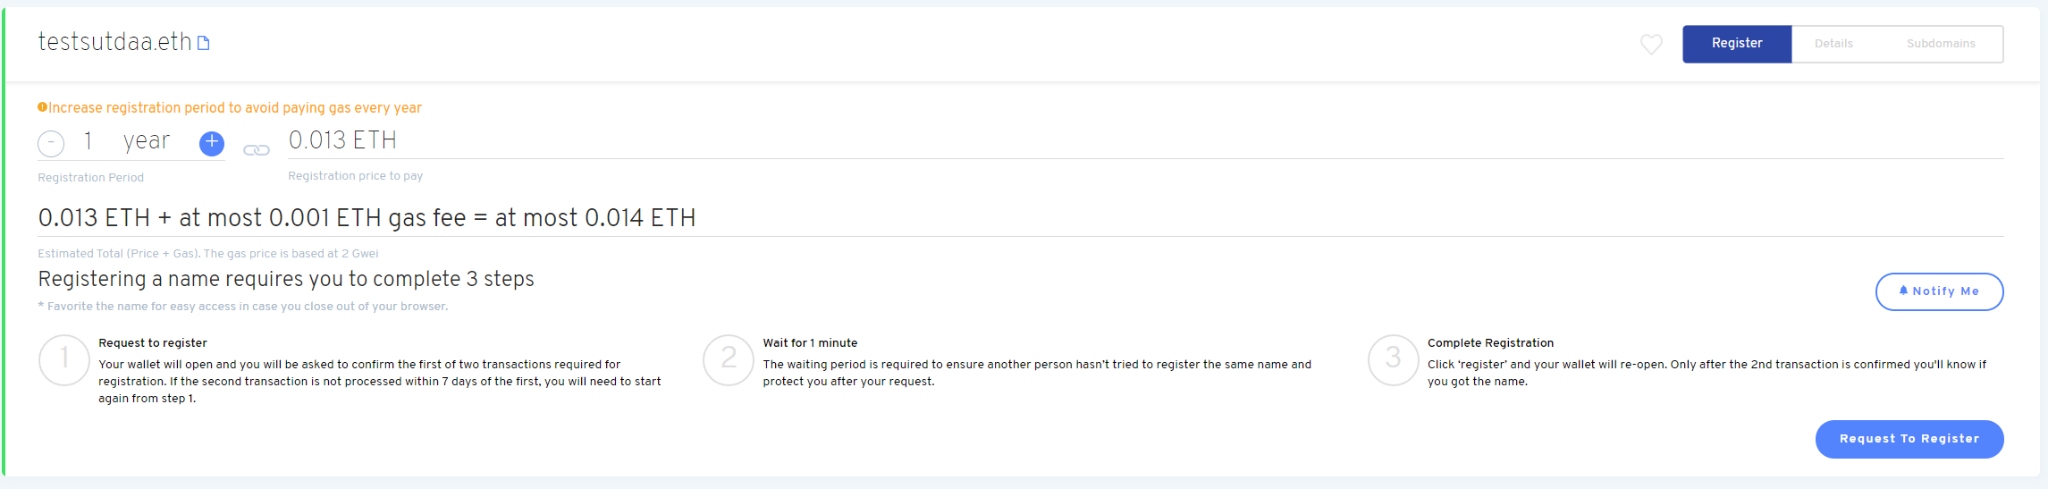 testsutdaa.eth
Register
Details
Subdomains
Increase registration period to avoid paying gas every year
- 1 year +
0.013 ETH
Registration Period
Registration price to pay
0.013 ETH + at most 0.001 ETH gas fee = at most 0.014 ETH
Estimated Total (Price + Gas). The gas price is based at 2 Gwei
Registering a name requires you to complete 3 steps
Notify Me
* Favorite the name for easy access in case you close out of your browser.
1
Request to register
Your wallet will open and you will be asked to confirm the first of two transactions required for
registration. If the second transaction is not processed within 7 days of the first, you will need to start
again from step 1.
2
Wait for 1 minute
The waiting period is required to ensure another person hasn't tried to register the same name and
protect you after your request.
3
Complete Registration
Click 'register' and your wallet will re-open. Only after the 2nd transaction is confirmed you'll know if
you got the name.
Request To Register